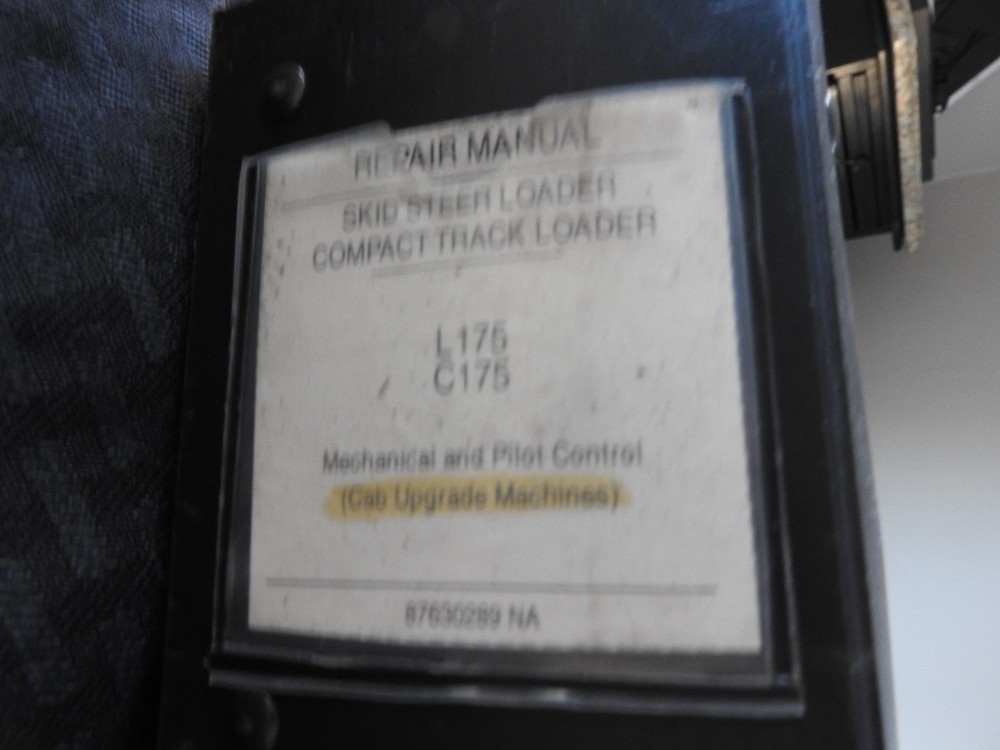 REPAIR MANUAL
SKID STEER LOADER
COMPACT TRACK LOADER
L175
C175
Mechanical and Pilot Control
(Cab Upgrade Machines)
87630289 NA